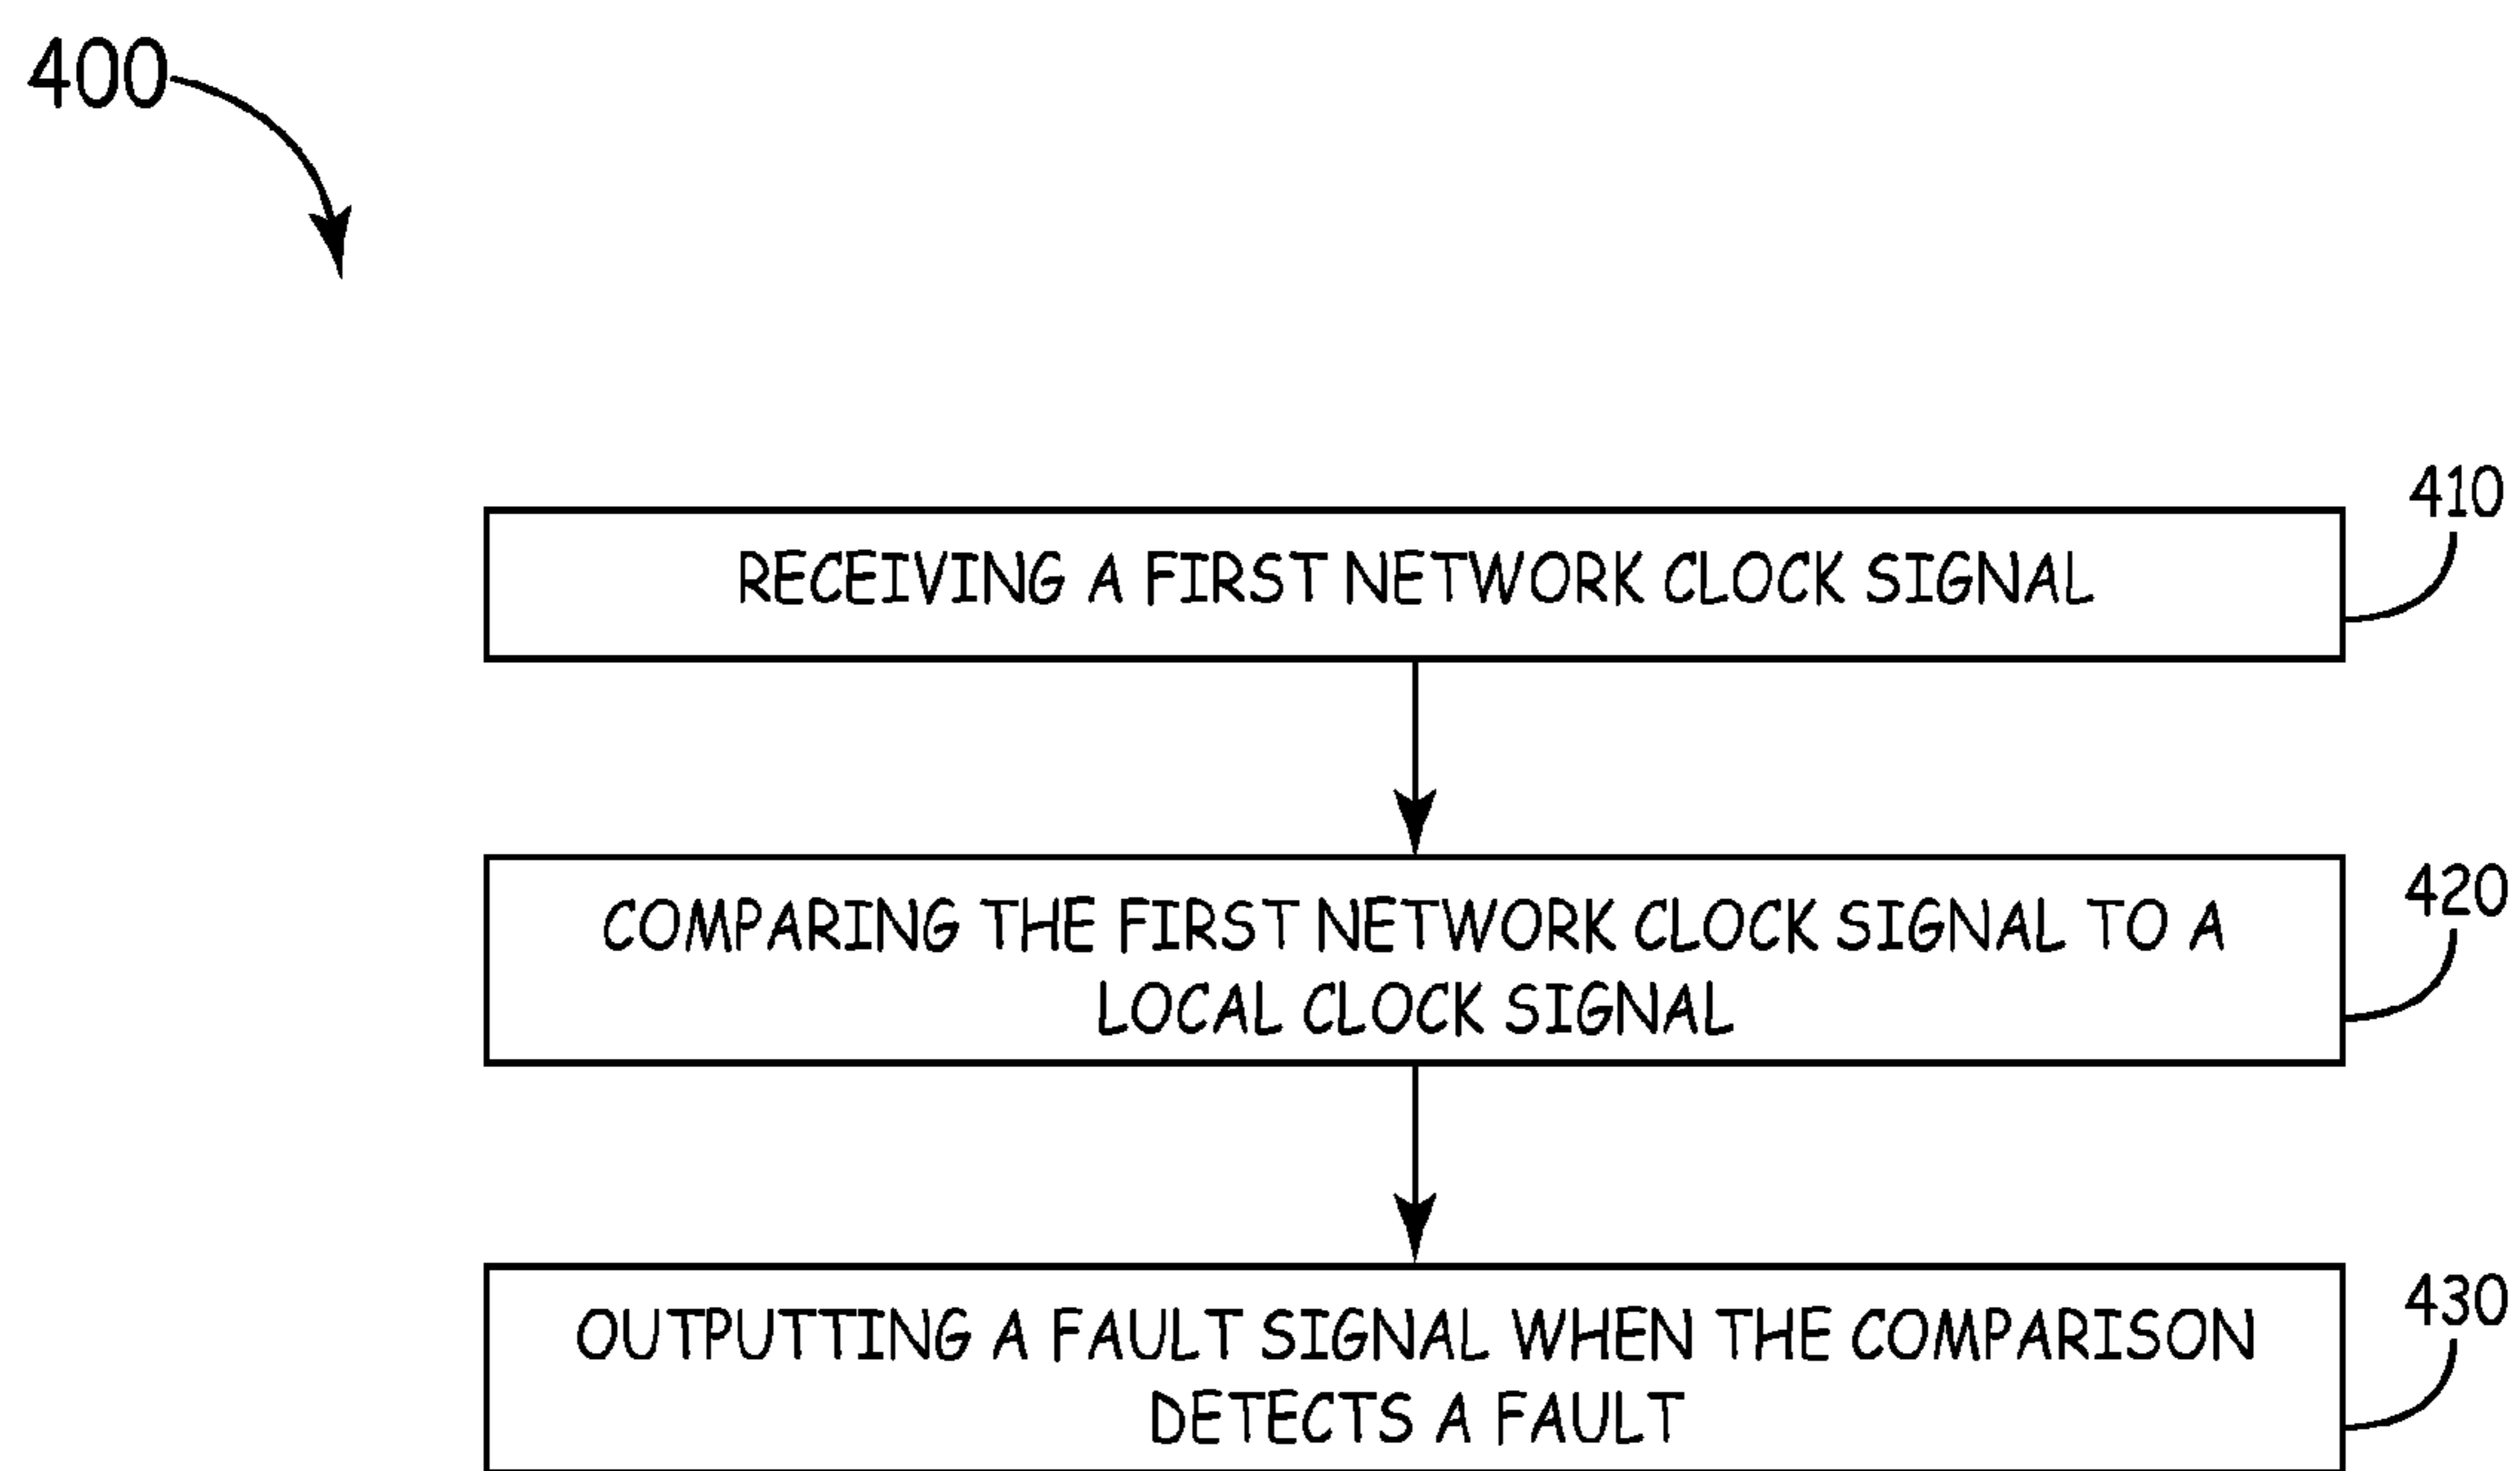 400
410
RECEIVING A FIRST NETWORK CLOCK SIGNAL
420
COMPARING THE FIRST NETWORK CLOCK SIGNAL TO A
LOCAL CLOCK SIGNAL
430
OUTPUTTING A FAULT SIGNAL WHEN THE COMPARISON
DETECTS A FAULT